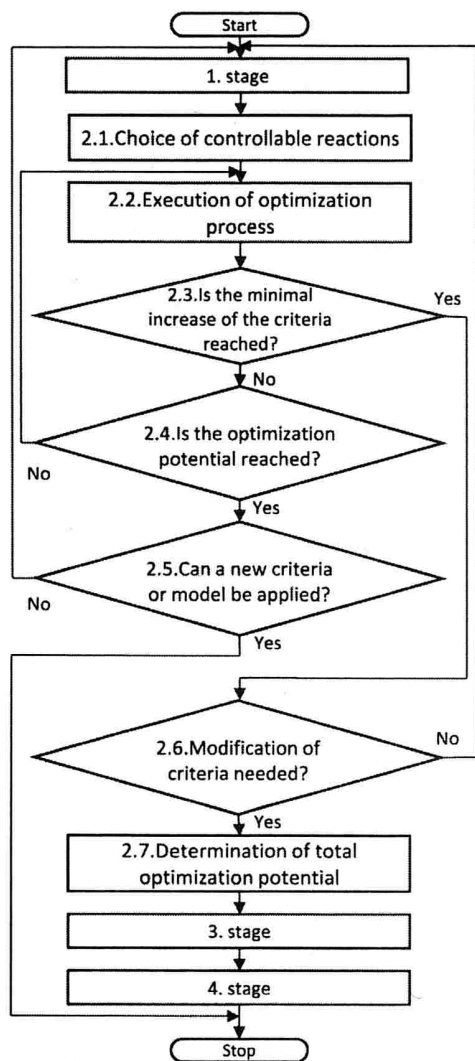 Start
1. stage
2.1.Choice of controllable reactions
2.2.Execution of optimization
process
2.3.Is the minimal
increase of the criteria
reached?
Yes
No
2.4.Is the optimization
potential reached?
No
Yes
2.5.Can a new criteria
or model be applied?
No
Yes
2.6.Modification of
criteria needed?
No
Yes
2.7.Determination of total
optimization potential
3. stage
4. stage
Stop